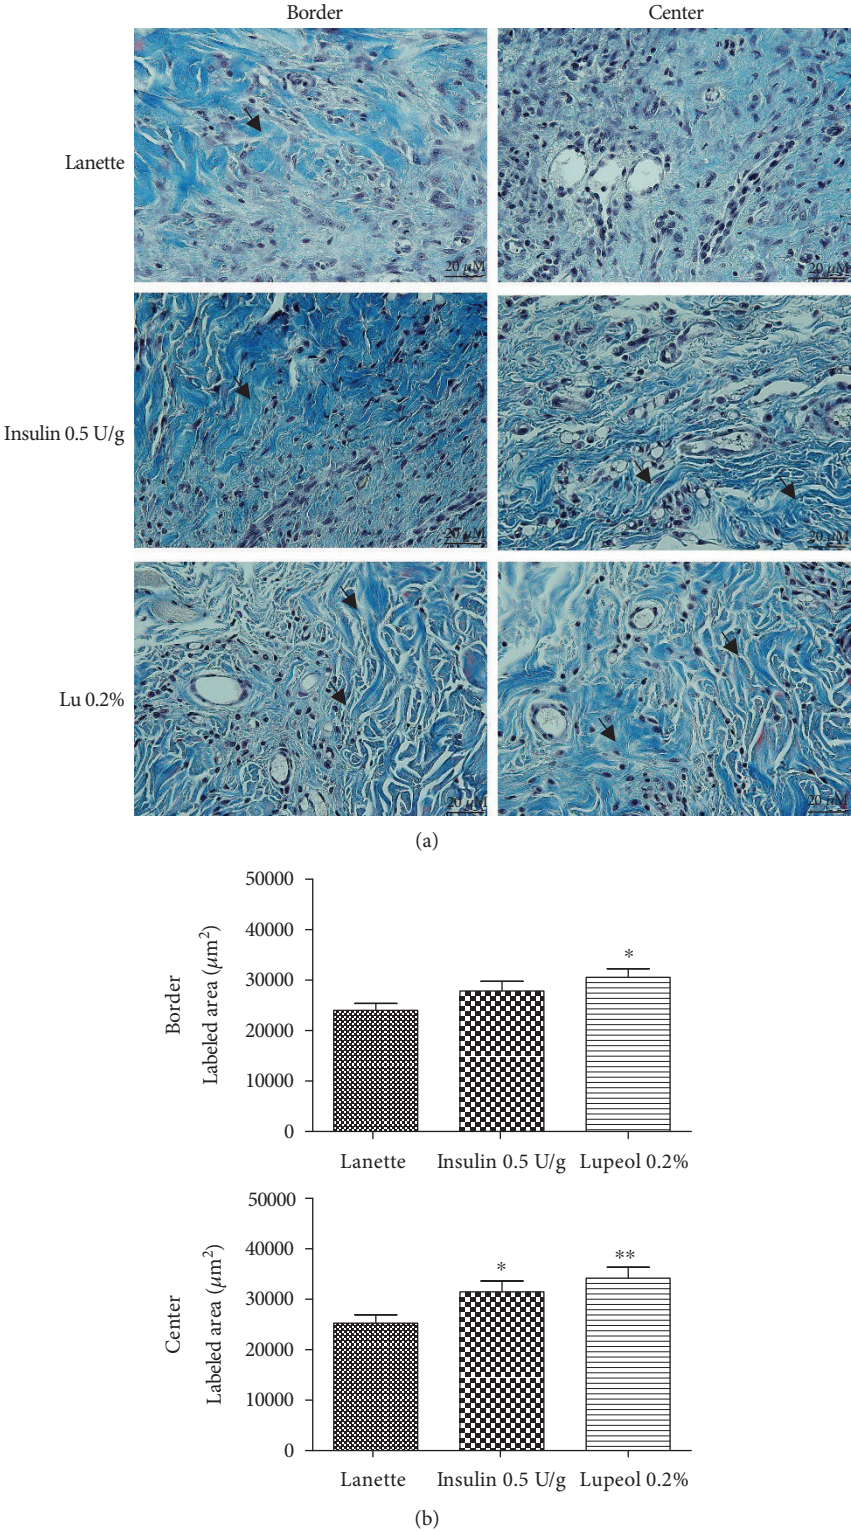 Border Center
Lanette
20 µM 20 µM
Insulin 0.5 U/g
20 µM 20 µM
Lu 0.2%
20 µM 20 µM
(a)
50000
40000
30000
20000
10000
0
Border
Labeled area (µm²)
*
Lanette Insulin 0.5 U/g Lupeol 0.2%
50000
40000
30000
20000
10000
0
Center
Labeled area (µm²)
* **
Lanette Insulin 0.5 U/g Lupeol 0.2%
(b)